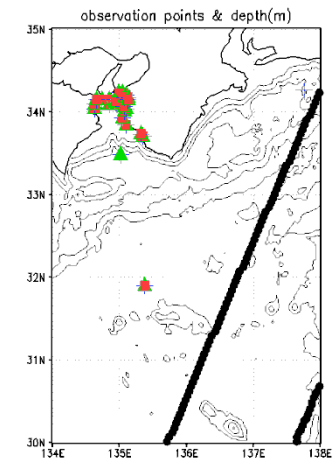 observation points & depth(m)
35N
34N
33N
32N
31N
30N
134E 135E 136E 137E 138E